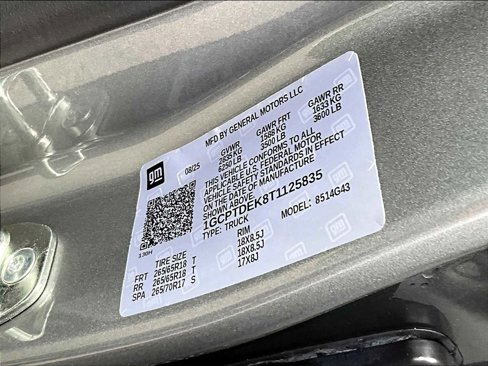 gm
08/25
MFD BY GENERAL MOTORS LLC
GVWR GAWR FRT GAWR RR
2835 KG 1588 KG 1633 KG
6250 LB 3500 LB 3600 LB
THIS VEHICLE CONFORMS TO ALL
APPLICABLE U.S. FEDERAL MOTOR
VEHICLE SAFETY STANDARDS IN EFFECT
ON THE DATE OF MANUFACTURE
SHOWN ABOVE.
1GCPTDEK8T1125835
TYPE: TRUCK MODEL: 8514G43
130H
TIRE SIZE RIM
FRT 265/65R18 T 18X8.5J
RR 265/65R18 T 18X8.5J
SPA 265/70R17 S 17X8J